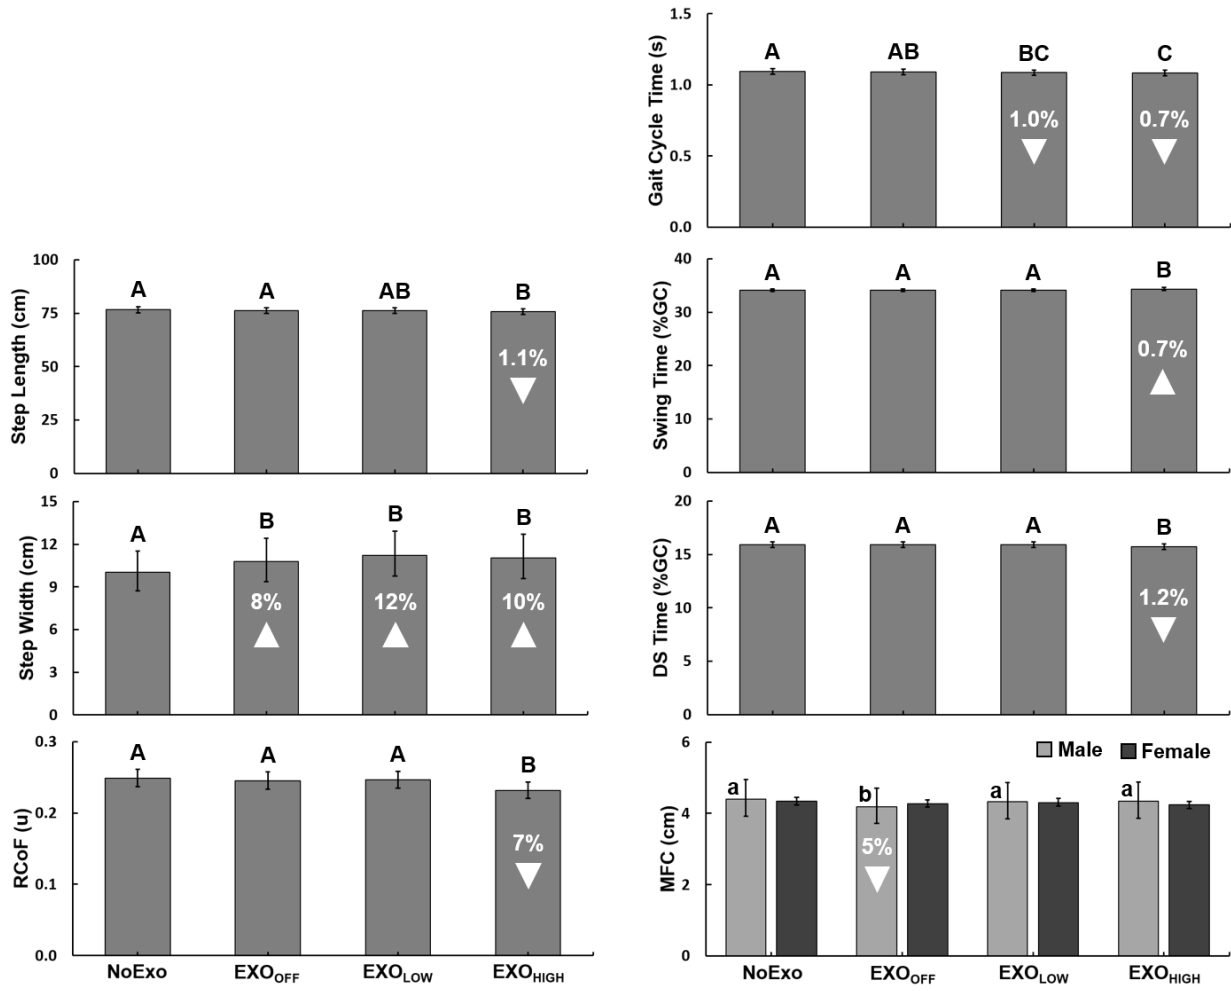 Gait Cycle Time (s)
1.5
1.0
0.5
0.0
A
AB
BC
C
1.0%
0.7%
Step Length (cm)
100
75
50
25
0
A
A
AB
B
1.1%
Swing Time (%GC)
40
30
20
10
0
A
A
A
B
0.7%
Step Width (cm)
15
12
9
6
3
0
A
B
B
B
8%
12%
10%
DS Time (%GC)
20
15
10
5
0
A
A
A
B
1.2%
RCoF (u)
0.3
0.2
0.1
0.0
A
A
A
B
7%
NoExo EXOOFF EXOLOW EXOHIGH
MFC (cm)
6
4
2
0
Male Female
a
b
a
a
5%
NoExo EXOOFF EXOLOW EXOHIGH